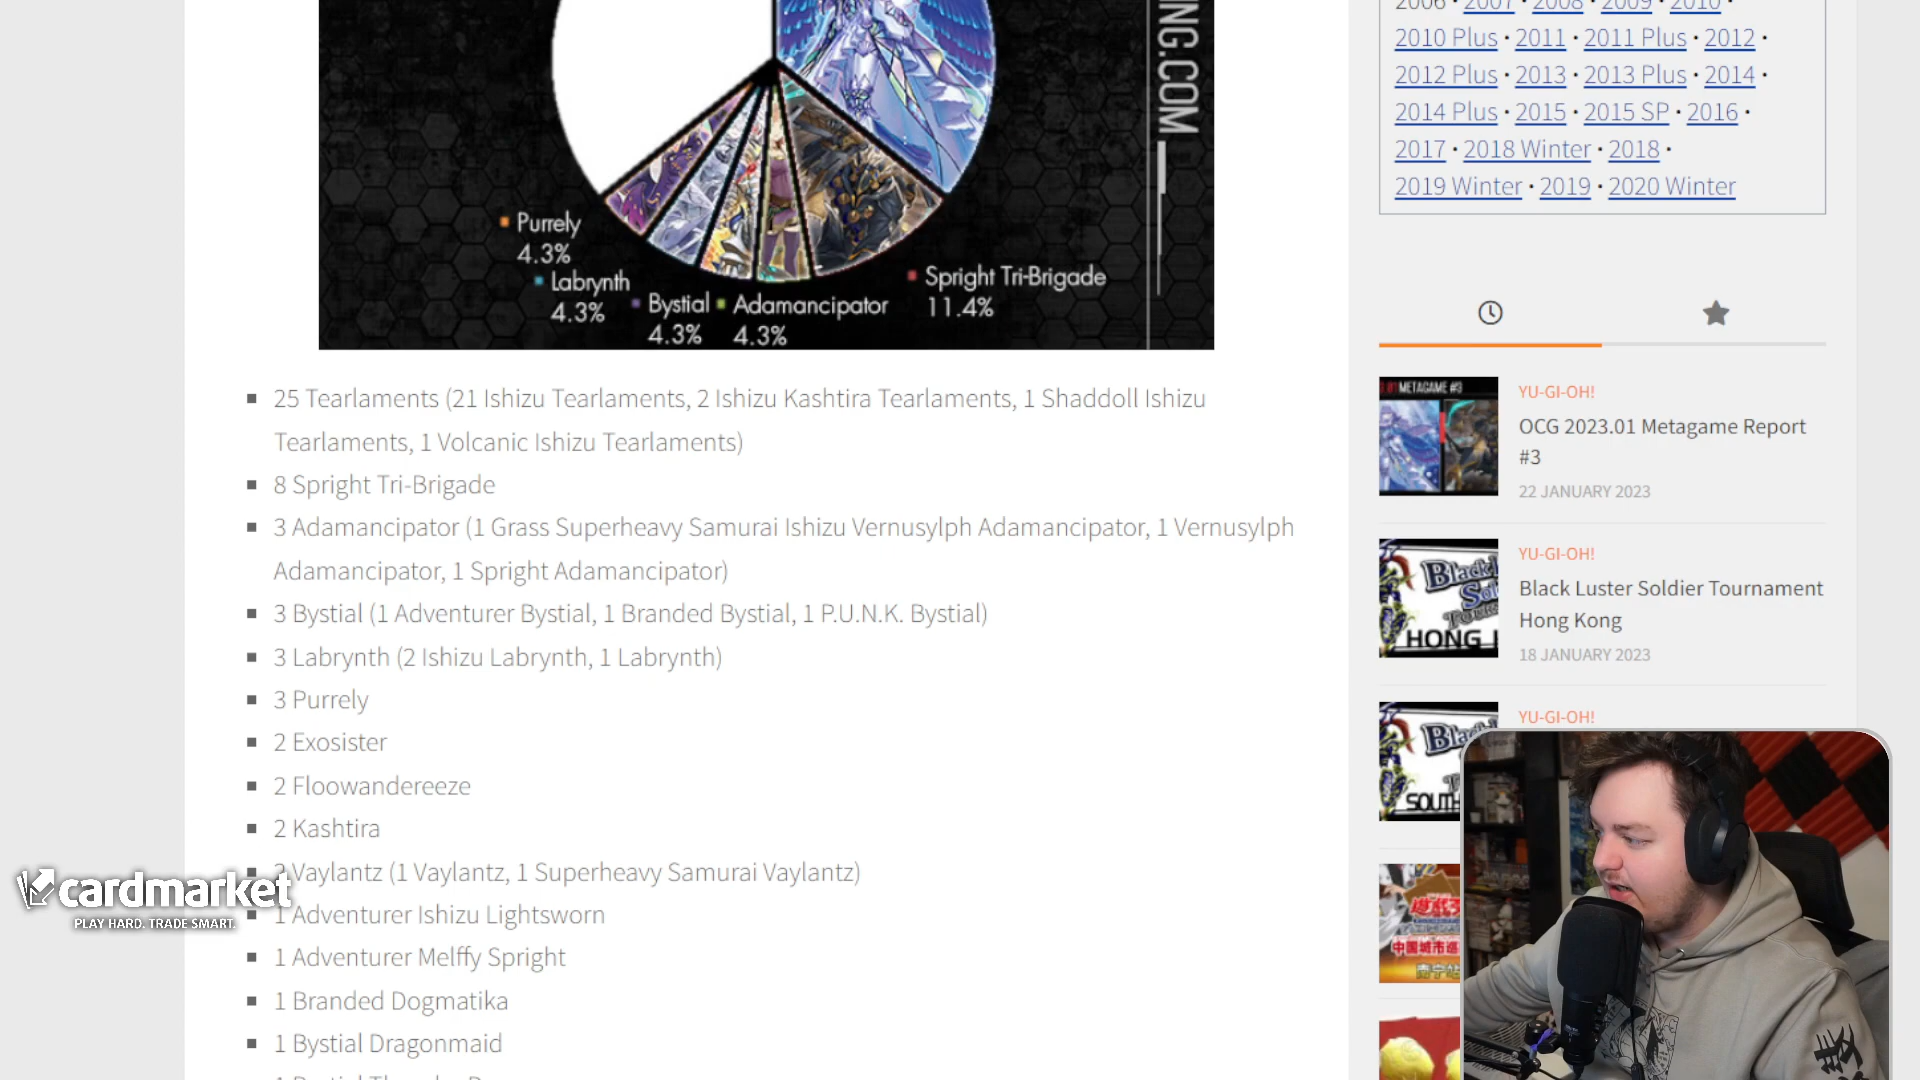 2006 • 2007 • 2008 • 2009 • 2010 •
2010 Plus • 2011 • 2011 Plus • 2012 •
2012 Plus • 2013 • 2013 Plus • 2014 •
2014 Plus • 2015 • 2015 SP • 2016 •
2017 • 2018 Winter • 2018 •
2019 Winter • 2019 • 2020 Winter
ING.COM
Purrely
4.3%
Labrynth
4.3%
Bystial
4.3%
Adamancipator
4.3%
Spright Tri-Brigade
11.4%
25 Tearlaments (21 Ishizu Tearlaments, 2 Ishizu Kashtira Tearlaments, 1 Shaddoll Ishizu
Tearlaments, 1 Volcanic Ishizu Tearlaments)
8 Spright Tri-Brigade
3 Adamancipator (1 Grass Superheavy Samurai Ishizu Vernusylph Adamancipator, 1 Vernusylph
Adamancipator, 1 Spright Adamancipator)
3 Bystial (1 Adventurer Bystial, 1 Branded Bystial, 1 P.U.N.K. Bystial)
3 Labrynth (2 Ishizu Labrynth, 1 Labrynth)
3 Purrely
2 Exosister
2 Floowandereeze
2 Kashtira
2 Vaylantz (1 Vaylantz, 1 Superheavy Samurai Vaylantz)
1 Adventurer Ishizu Lightsworn
1 Adventurer Melffy Spright
1 Branded Dogmatika
1 Bystial Dragonmaid
cardmarket
PLAY HARD. TRADE SMART.
METAGAME #3
YU-GI-OH!
OCG 2023.01 Metagame Report
#3
22 JANUARY 2023
HONG
YU-GI-OH!
Black Luster Soldier Tournament
Hong Kong
18 JANUARY 2023
SOUTH
YU-GI-OH!